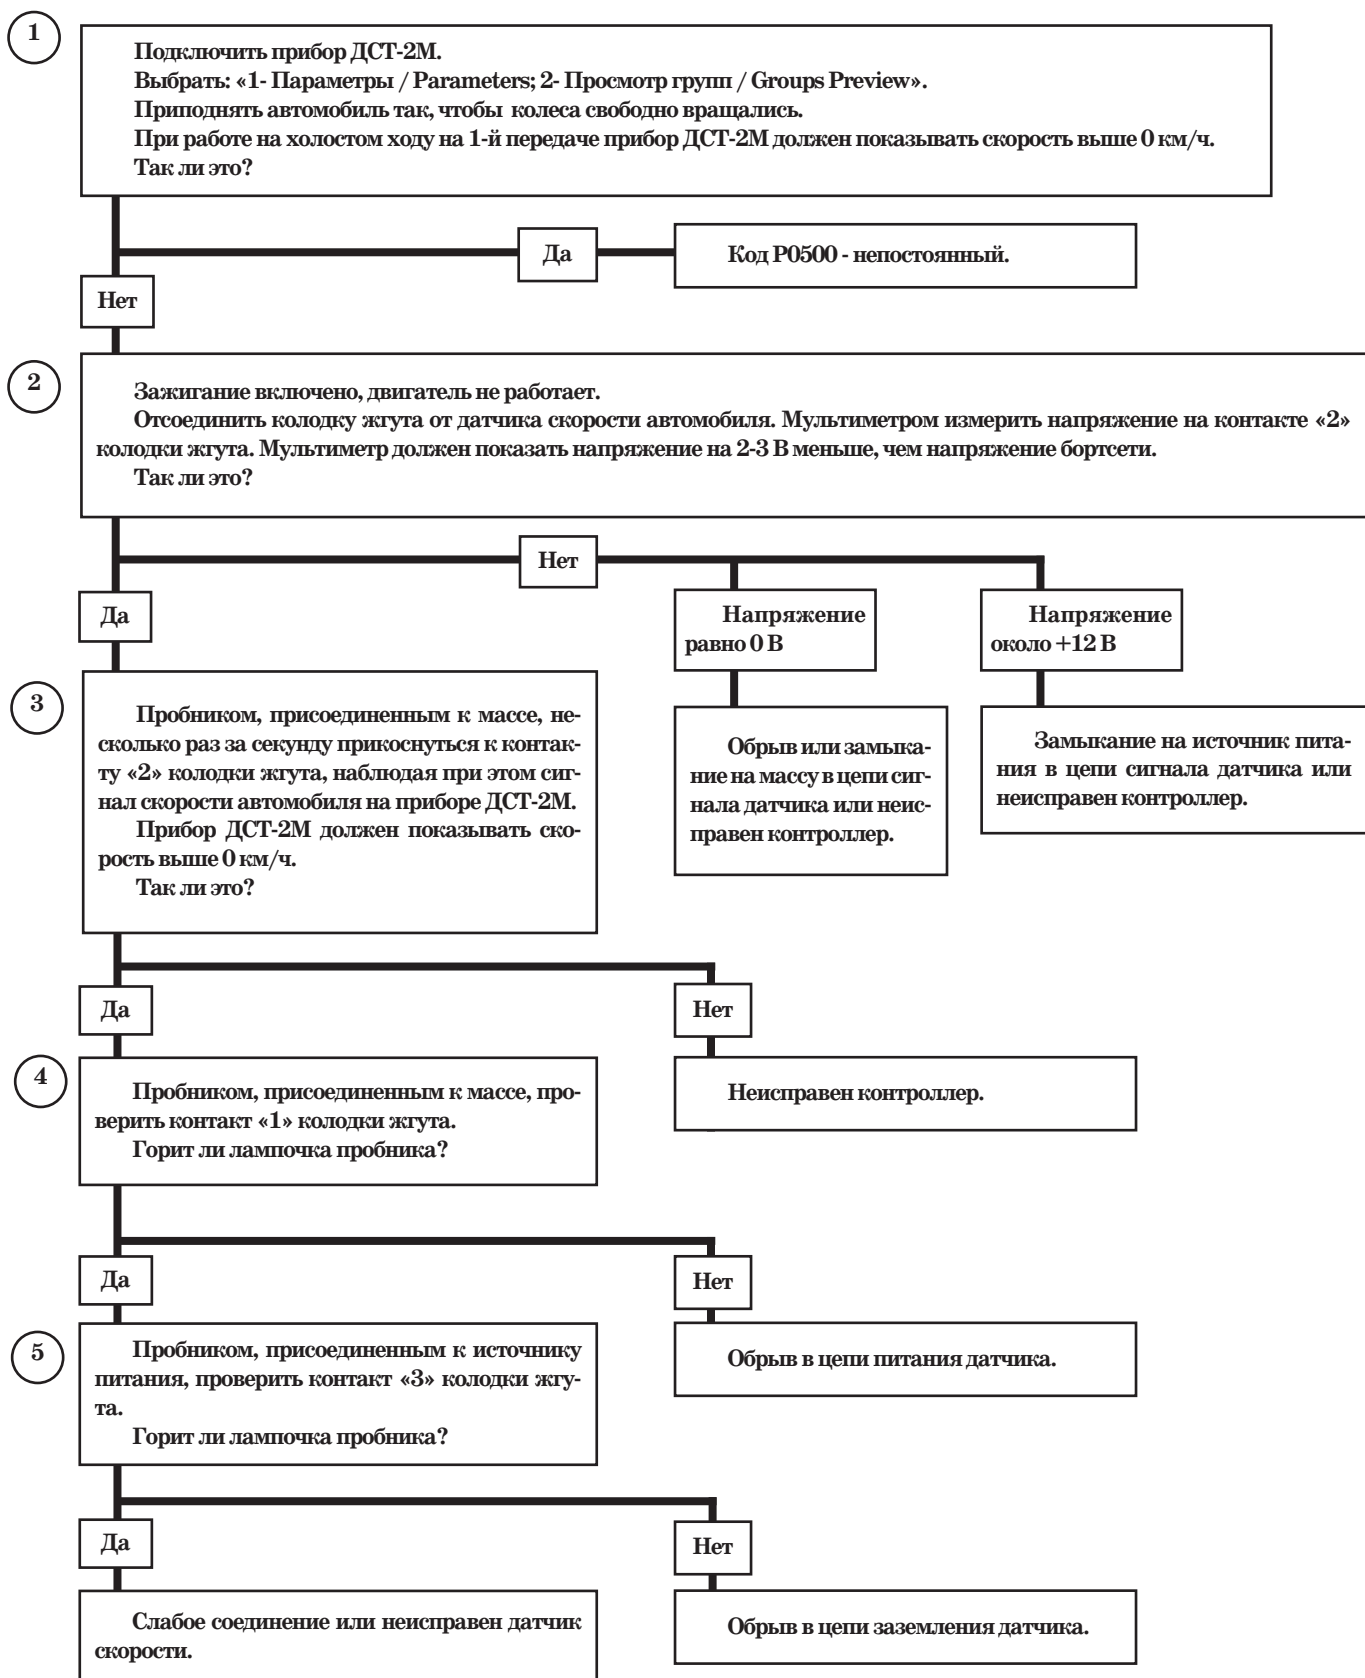 1
Подключить прибор ДСТ-2М.
Выбрать: «1- Параметры / Parameters; 2- Просмотр групп / Groups Preview».
Приподнять автомобиль так, чтобы колеса свободно вращались.
При работе на холостом ходу на 1-й передаче прибор ДСТ-2М должен показывать скорость выше 0 км/ч.
Так ли это?
Да
Код Р0500 - непостоянный.
Нет
2
Зажигание включено, двигатель не работает.
Отсоединить колодку жгута от датчика скорости автомобиля. Мультиметром измерить напряжение на контакте «2»
колодки жгута. Мультиметр должен показать напряжение на 2-3 В меньше, чем напряжение бортсети.
Так ли это?
Нет
Да
Напряжение
равно 0 В
Напряжение
около +12 В
3
Пробником, присоединенным к массе, не-
сколько раз за секунду прикоснуться к контак-
ту «2» колодки жгута, наблюдая при этом сиг-
нал скорости автомобиля на приборе ДСТ-2М.
Прибор ДСТ-2М должен показывать ско-
рость выше 0 км/ч.
Так ли это?
Обрыв или замыка-
ние на массу в цепи сиг-
нала датчика или неис-
правен контроллер.
Замыкание на источник пита-
ния в цепи сигнала датчика или
неисправен контроллер.
Да
Нет
4
Пробником, присоединенным к массе, про-
верить контакт «1» колодки жгута.
Горит ли лампочка пробника?
Неисправен контроллер.
Да
Нет
5
Пробником, присоединенным к источнику
питания, проверить контакт «3» колодки жгу-
та.
Горит ли лампочка пробника?
Обрыв в цепи питания датчика.
Да
Нет
Слабое соединение или неисправен датчик
скорости.
Обрыв в цепи заземления датчика.